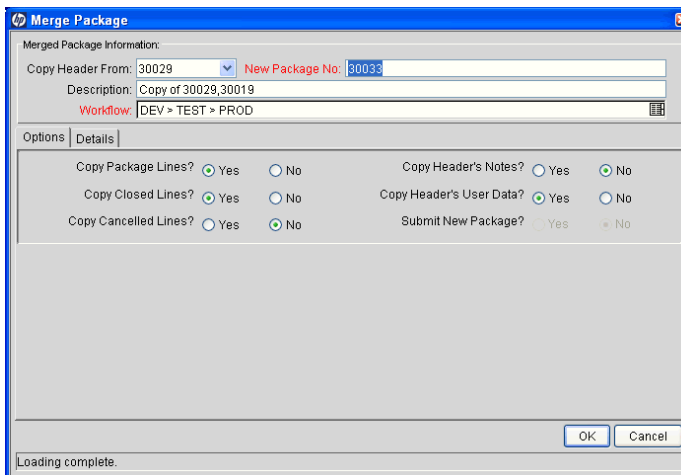 hp Merge Package
Merged Package Information:
Copy Header From: 30029 New Package No: 30033
Description: Copy of 30029,30019
Workflow: DEV > TEST > PROD
Options Details
Copy Package Lines? Yes No Copy Header's Notes? Yes No
Copy Closed Lines? Yes No Copy Header's User Data? Yes No
Copy Cancelled Lines? Yes No Submit New Package? Yes No
OK Cancel
Loading complete.